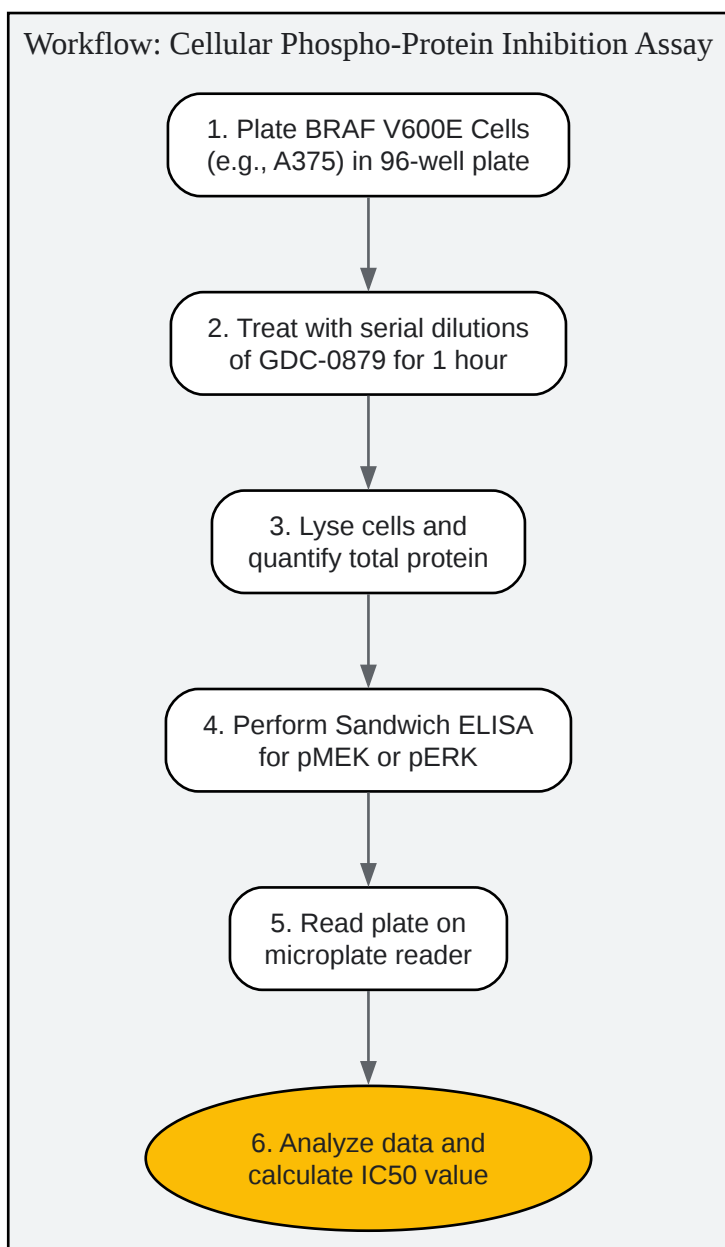 Workflow: Cellular Phospho-Protein Inhibition Assay
1. Plate BRAF V600E Cells
(e.g., A375) in 96-well plate
2. Treat with serial dilutions
of GDC-0879 for 1 hour
3. Lyse cells and
quantify total protein
4. Perform Sandwich ELISA
for pMEK or pERK
5. Read plate on
microplate reader
6. Analyze data and
calculate IC50 value